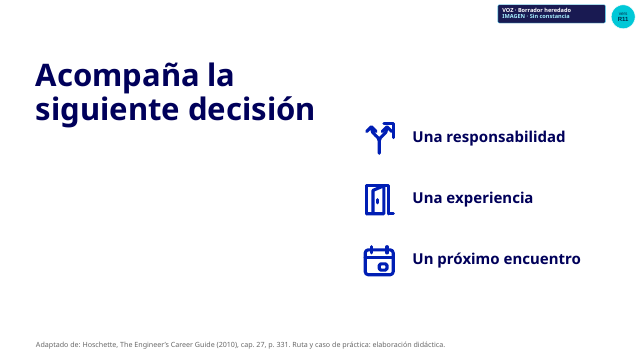 VOZ · Borrador heredado
IMAGEN · Sin constancia
R11
Acompaña la
siguiente decisión
Una responsabilidad
Una experiencia
Un próximo encuentro
Adaptado de: Hoschette, The Engineer's Career Guide (2010), cap. 27, p. 331. Ruta y caso de práctica: elaboración didáctica.